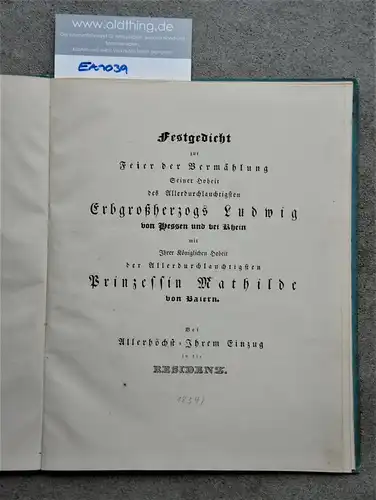 www.oldthing.de
EA1039
Festgedicht
zur
Feier der Vermählung
Seiner Hoheit
des Allerdurchlauchtigsten
Erbgroßherzogs Ludwig
von Hessen und bei Rhein
mit
Ihrer Königlichen Hoheit
der Allerdurchlauchtigsten
Prinzessin Mathilde
von Baiern.
Bei
Allerhöchst-Ihrem Einzug
in die
RESIDENZ.